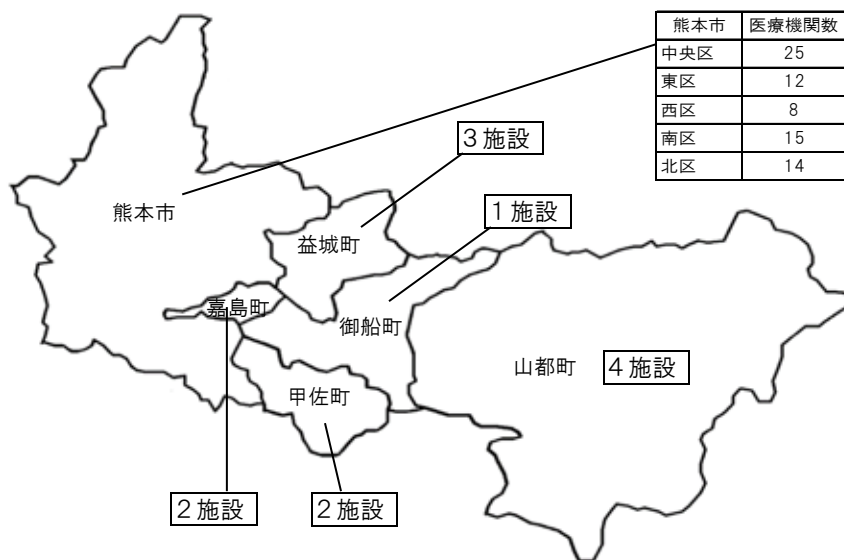 熊本市 医療機関数
中央区 25
東区 12
西区 8
南区 15
北区 14
3施設
1施設
熊本市
益城町
嘉島町
御船町
山都町 4施設
甲佐町
2施設 2施設